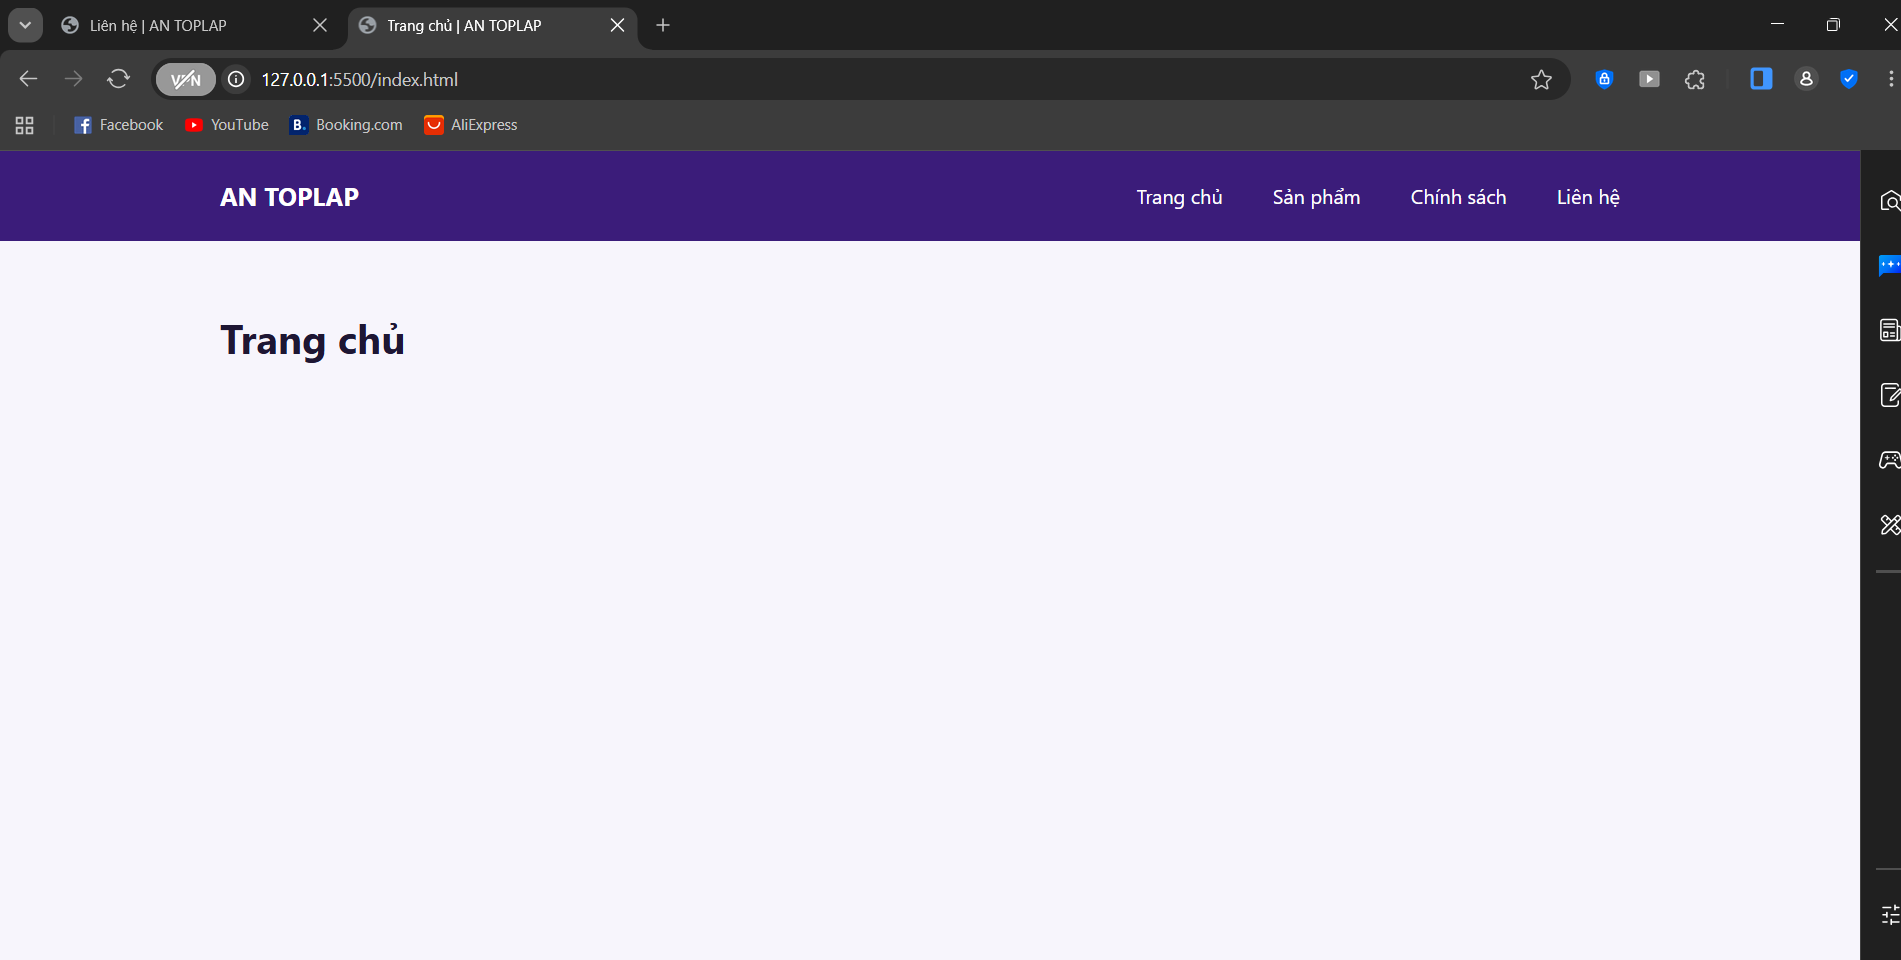 Liên hệ | AN TOPLAP
Trang chủ | AN TOPLAP
VPN
127.0.0.1:5500/index.html
Facebook
YouTube
B. Booking.com
AliExpress
AN TOPLAP
Trang chủ
Sản phẩm
Chính sách
Liên hệ
Trang chủ